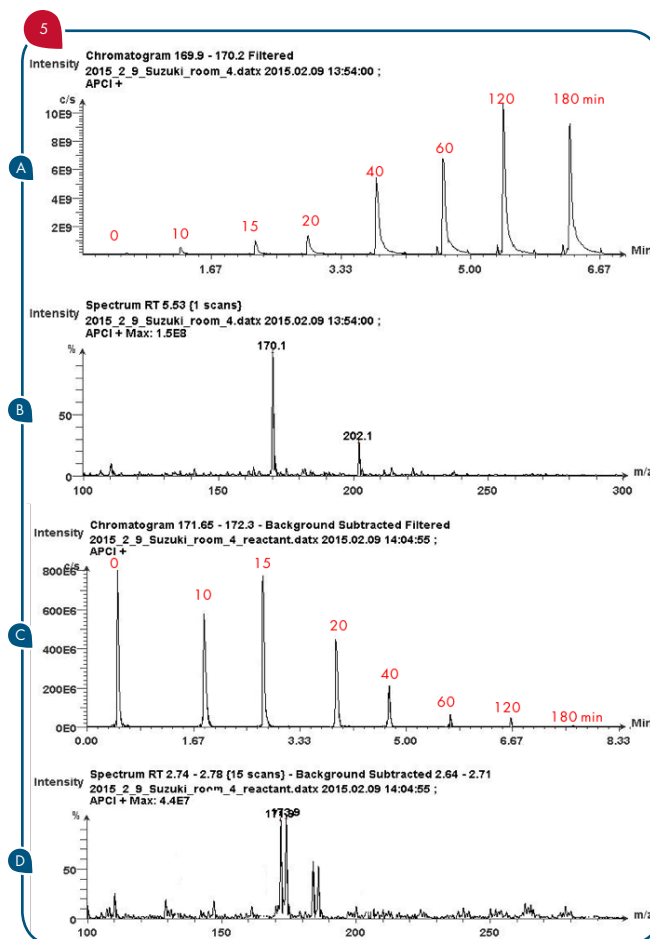 5
A
Intensity
Chromatogram 169.9 - 170.2 Filtered
2015_2_9_Suzuki_room_4.datx 2015.02.09 13:54:00 ;
APCI +
c/s
10E9
8E9
6E9
4E9
2E9
0
10
15
20
40
60
120
180 min
1.67
3.33
5.00
6.67
Min
B
Intensity
Spectrum RT 5.53 {1 scans}
2015_2_9_Suzuki_room_4.datx 2015.02.09 13:54:00 ;
APCI + Max: 1.5E8
%
50
0
170.1
202.1
100
150
200
250
300
m/z
C
Intensity
Chromatogram 171.65 - 172.3 - Background Subtracted Filtered
2015_2_9_Suzuki_room_4_reactant.datx 2015.02.09 14:04:55 ;
APCI +
c/s
800E6
600E6
400E6
200E6
0E0
0
10
15
20
40
60
120
180 min
0.00
1.67
3.33
5.00
6.67
8.33
Min
D
Intensity
Spectrum RT 2.74 - 2.78 {15 scans} - Background Subtracted 2.64 - 2.71
2015_2_9_Suzuki_room_4_reactant.datx 2015.02.09 14:04:55 ;
APCI + Max: 4.4E7
%
50
0
173.9
100
150
200
250
m/z